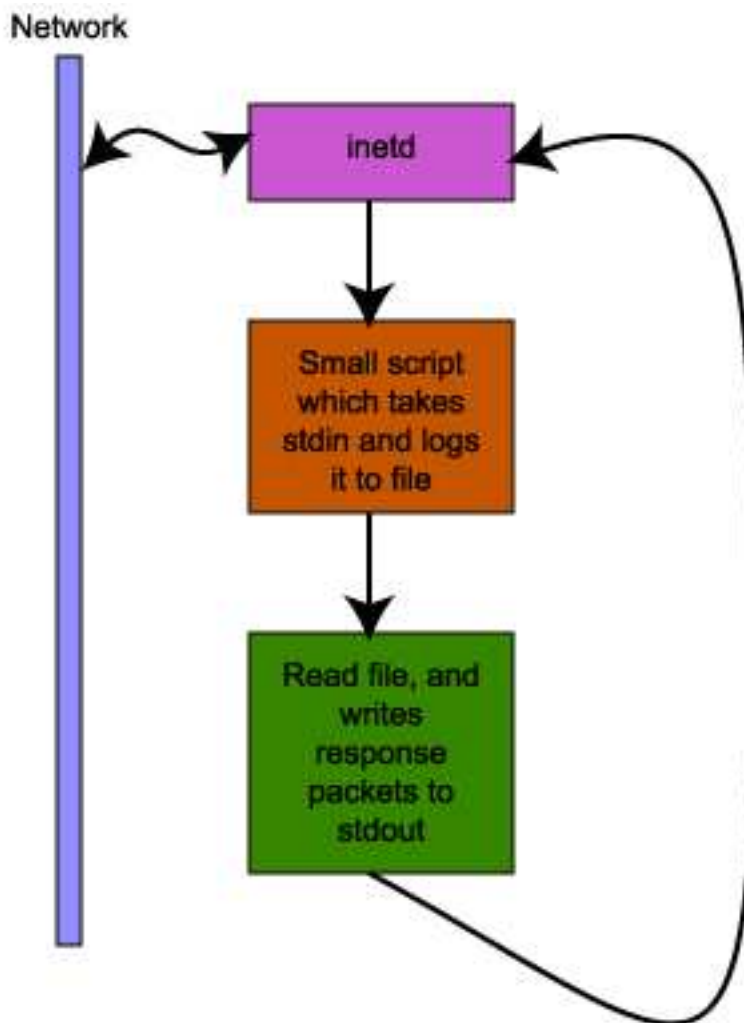 Network
inetd
Small script
which takes
stdin and logs
it to file
Read file, and
writes
response
packets to
stdout